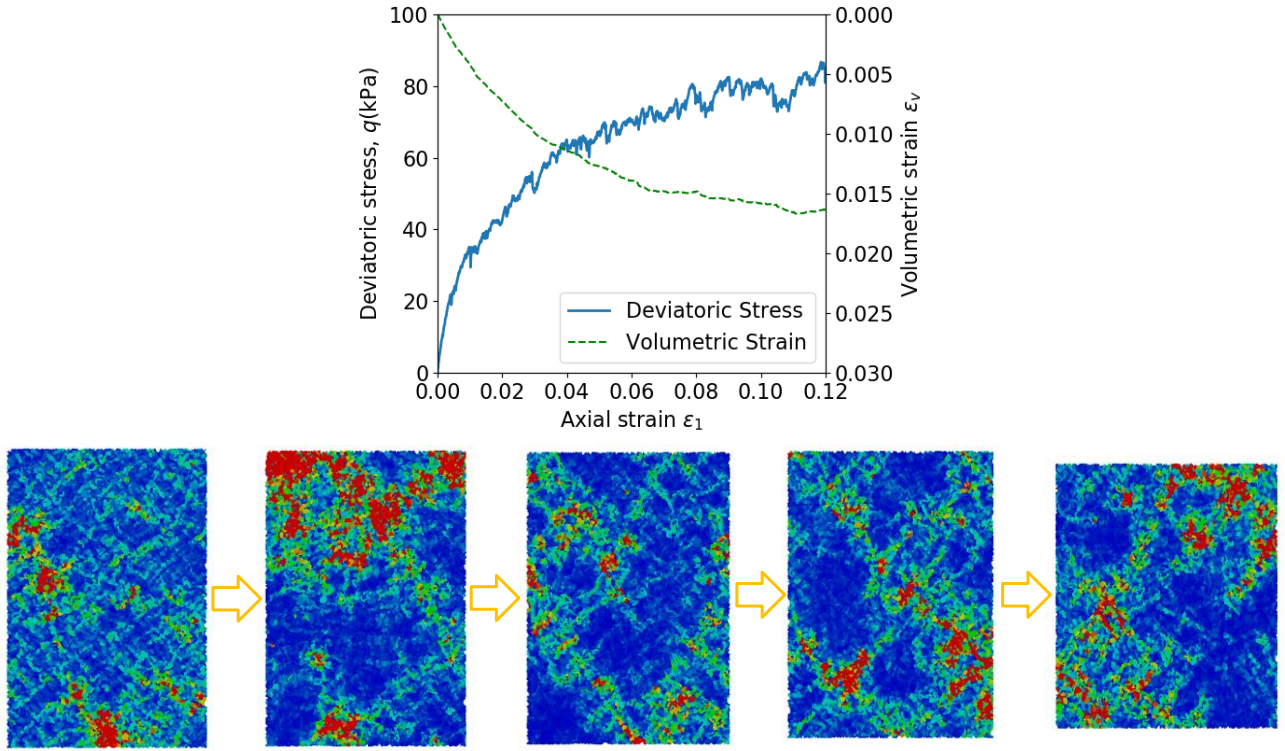 100
80
60
40
20
0
Deviatoric stress, q(kPa)
0.000
0.005
0.010
0.015
0.020
0.025
0.030
Volumetric strain εv
Deviatoric Stress
Volumetric Strain
0.00 0.02 0.04 0.06 0.08 0.10 0.12
Axial strain ε1